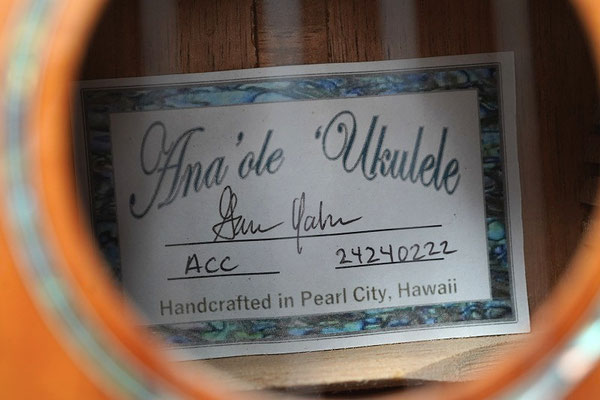 Ana'ole 'Ukulele
ACC 24240222
Handcrafted in Pearl City, Hawaii